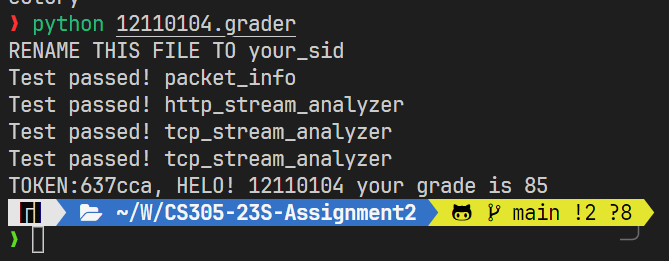 ❯ python 12110104.grader
RENAME THIS FILE TO your_sid
Test passed! packet_info
Test passed! http_stream_analyzer
Test passed! tcp_stream_analyzer
Test passed! tcp_stream_analyzer
TOKEN:637cca, HELO! 12110104 your grade is 85
~/W/CS305-23S-Assignment2 main !2 ?8
❯